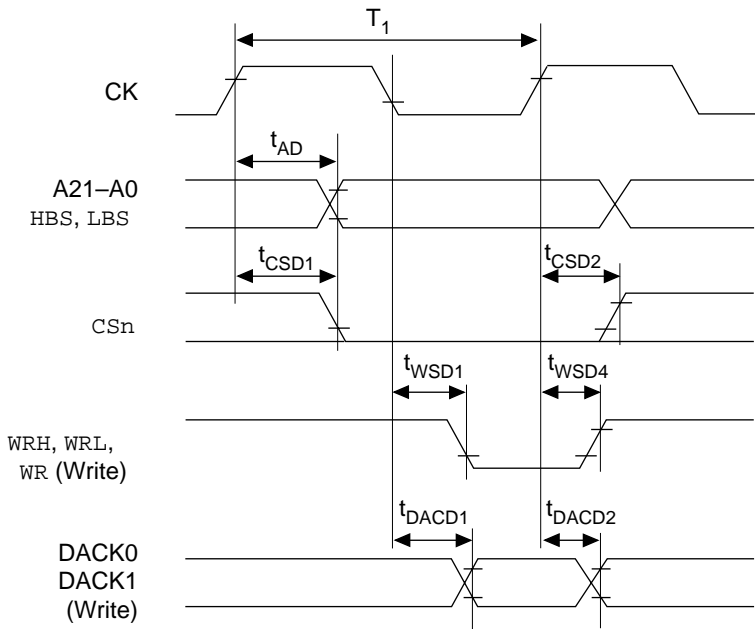 T1
CK
tAD
A21–A0
HBS, LBS
tCSD1
tCSD2
CSn
tWSD1
tWSD4
WRH, WRL,
WR (Write)
tDACD1
tDACD2
DACK0
DACK1
(Write)